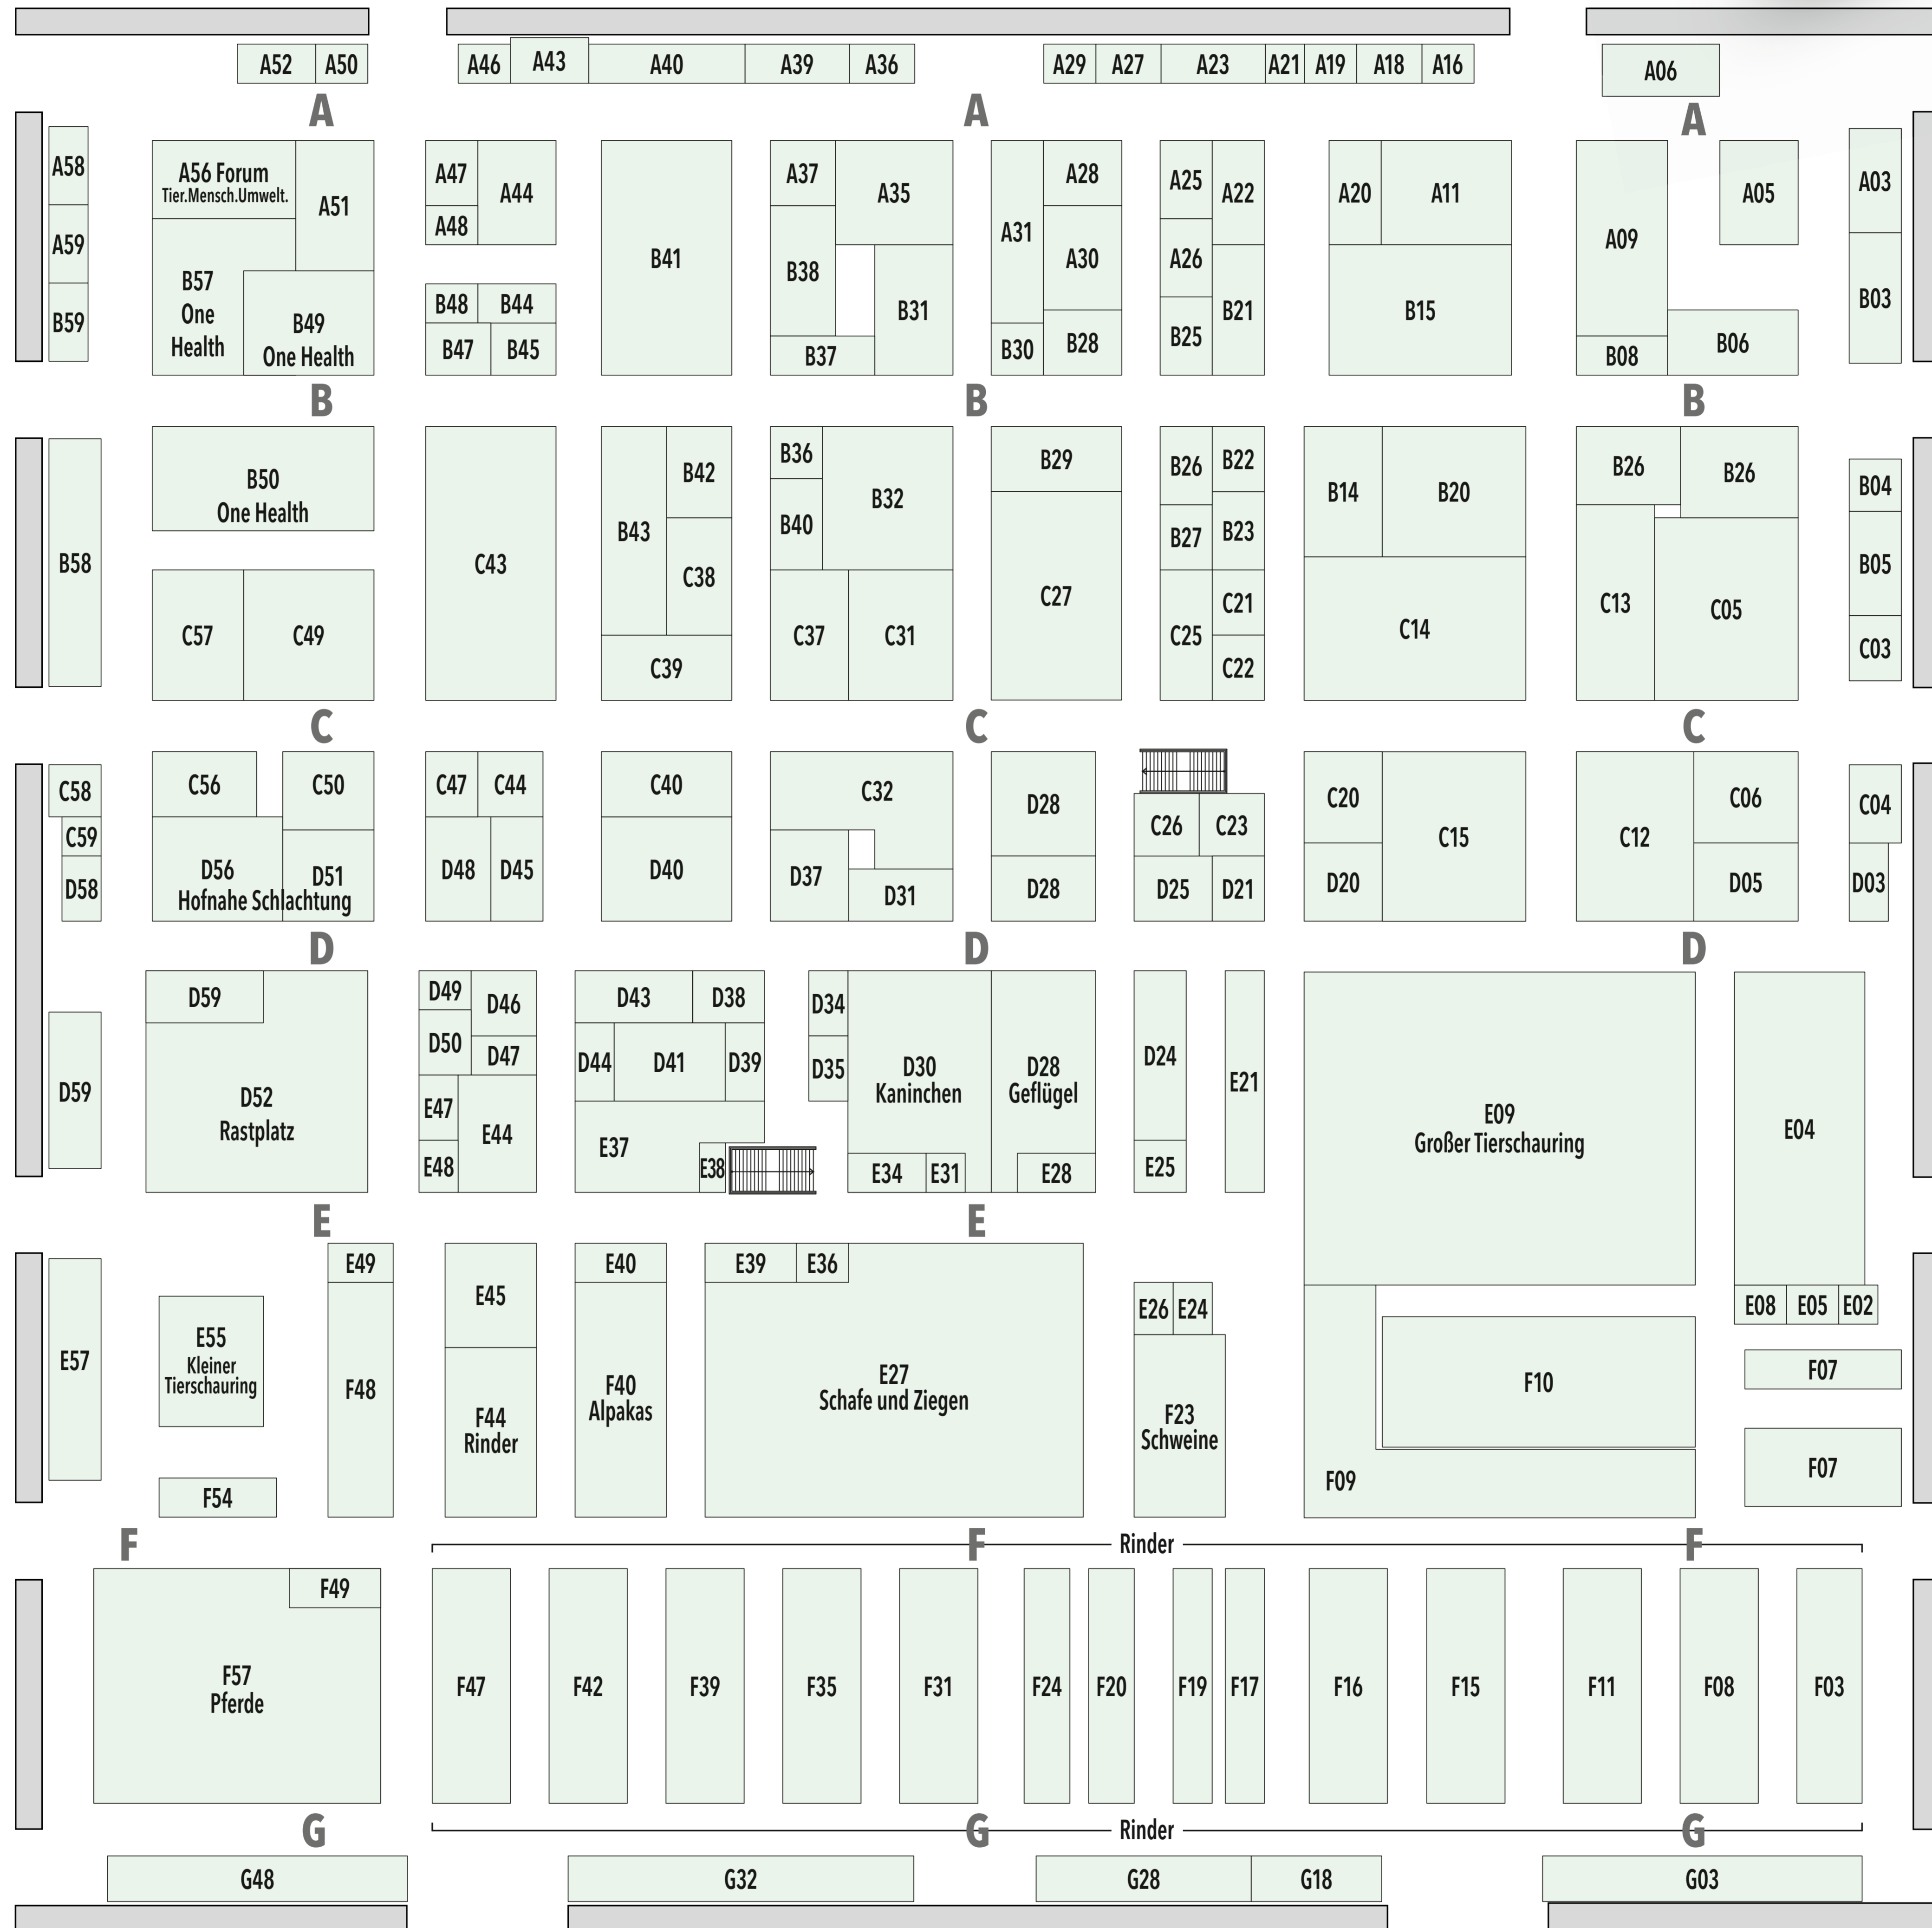 A52 A50 A46 A43 A40 A39 A36 A29 A27 A23 A21 A19 A18 A16 A06
A A A
A58 A56 Forum
Tier.Mensch.Umwelt.
A51 A47 A44 A37 A35 A28 A25 A22 A20 A11 A05 A03
A59 A48 B41 B38 A31 A30 A26 A09
B59 B57
One
Health
B49
One Health
B48 B44 B31 B21 B15 B03
B47 B45 B37 B30 B28 B25 B08 B06
B B B
B58 B50
One Health
C43 B43 B42 B36 B32 B29 B26 B22 B14 B20 B26 B26 B04
B40 B27 B23 B05
C57 C49 C38 C37 C31 C27 C25 C21 C14 C13 C05
C39 C22 C03
C C C
C58 C56 C50 C47 C44 C40 C32 D28 C26 C23 C20 C15 C12 C06 C04
C59
D58 D56 D51
Hofnahe Schlachtung
D48 D45 D40 D37 D31 D28 D25 D21 D20 D05 D03
D D D
D59 D49 D46 D43 D38 D34
D59 D52
Rastplatz
D50 D47 D44 D41 D39 D35 D30
Kaninchen
D28
Geflügel
D24 E21 E09
Großer Tierschauring
E04
E47 E44 E37
E48 E38 E34 E31 E28 E25
E E
E49 E45 E40 E39 E36 E26 E24 E08 E05 E02
E57 E55
Kleiner
Tierschauring
F48 F44
Rinder
F40
Alpakas
E27
Schafe und Ziegen
F23
Schweine
F10 F07
F54 F09 F07
F F Rinder F
F49
F57
Pferde
F47 F42 F39 F35 F31 F24 F20 F19 F17 F16 F15 F11 F08 F03
G G Rinder G
G48 G32 G28 G18 G03